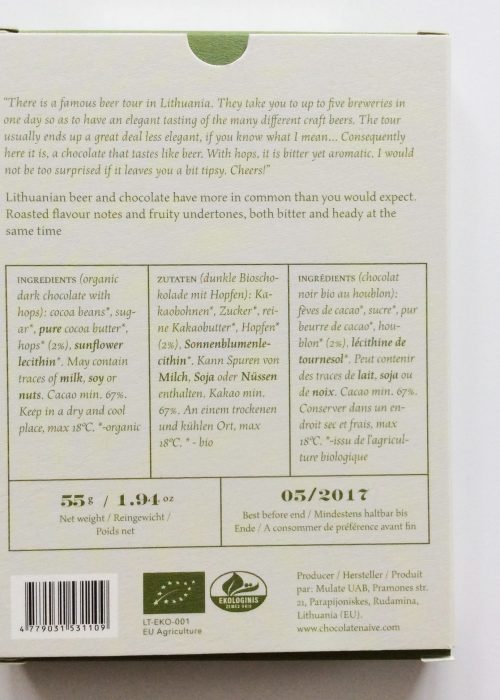 "There is a famous beer tour in Lithuania. They take you to up to five breweries in
one day so as to have an elegant tasting of the many different craft beers. The tour
usually ends up a great deal less elegant, if you know what I mean... Consequently
here it is, a chocolate that tastes like beer. With hops, it is bitter yet aromatic. I would
not be too surprised if it leaves you a bit tipsy. Cheers!"
Lithuanian beer and chocolate have more in common than you would expect.
Roasted flavour notes and fruity undertones, both bitter and heady at the
same time
INGREDIENTS (organic
dark chocolate with
hops): cocoa beans*, sug-
ar*, pure cocoa butter*,
hops* (2%), sunflower
lecithin*. May contain
traces of milk, soy or
nuts. Cacao min. 67%.
Keep in a dry and cool
place, max 18°C. *-organic
ZUTATEN (dunkle Bioscho-
kolade mit Hopfen): Ka-
kaobohnen*, Zucker*, rei-
ne Kakaobutter*, Hopfen*
(2%), Sonnenblumenle-
cithin*. Kann Spuren von
Milch, Soja oder Nüssen
enthalten. Kakao min.
67%. An einem trockenen
und kühlen Ort, max
18°C. * - bio
INGRÉDIENTS (chocolat
noir bio au houblon):
fèves de cacao*, sucre*, pur
beurre de cacao*, hou-
blon* (2%), lécithine de
tournesol*. Peut contenir
des traces de lait, soja ou
de noix. Cacao min. 67%.
Conserver dans un en-
droit sec et frais, max
18°C. *-issu de l'agricul-
ture biologique
55g / 1.94 oz
Net weight / Reingewicht /
Poids net
05/2017
Best before end / Mindestens haltbar bis
Ende / A consommer de préférence avant fin
4 779031 531109
LT-EKO-001
EU Agriculture
EKOLOGINIS
ŽEMĖS ŪKIS
Producer / Hersteller / Produit
par: Mulate UAB, Pramones str.
21, Parapijoniskes, Rudamina,
Lithuania (EU).
www.chocolatenaive.com